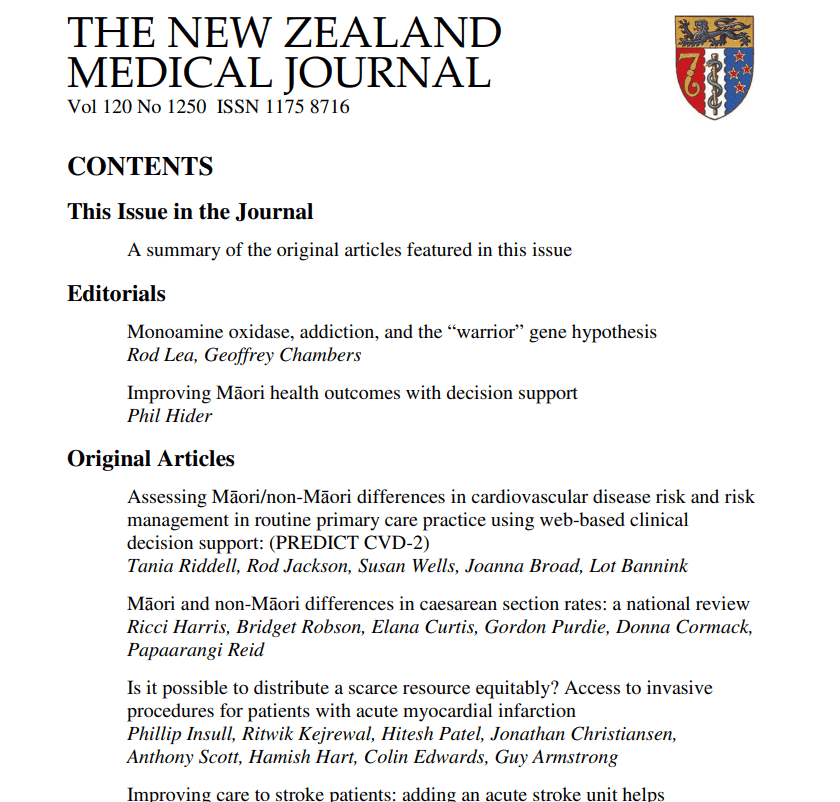 THE NEW ZEALAND
MEDICAL JOURNAL
Vol 120 No 1250 ISSN 1175 8716
CONTENTS
This Issue in the Journal
A summary of the original articles featured in this issue
Editorials
Monoamine oxidase, addiction, and the “warrior” gene hypothesis
Rod Lea, Geoffrey Chambers
Improving Māori health outcomes with decision support
Phil Hider
Original Articles
Assessing Māori/non-Māori differences in cardiovascular disease risk and risk
management in routine primary care practice using web-based clinical
decision support: (PREDICT CVD-2)
Tania Riddell, Rod Jackson, Susan Wells, Joanna Broad, Lot Bannink
Māori and non-Māori differences in caesarean section rates: a national review
Ricci Harris, Bridget Robson, Elana Curtis, Gordon Purdie, Donna Cormack,
Papaarangi Reid
Is it possible to distribute a scarce resource equitably? Access to invasive
procedures for patients with acute myocardial infarction
Phillip Insull, Ritwik Kejrewal, Hitesh Patel, Jonathan Christiansen,
Anthony Scott, Hamish Hart, Colin Edwards, Guy Armstrong
Improving care to stroke patients: adding an acute stroke unit helps